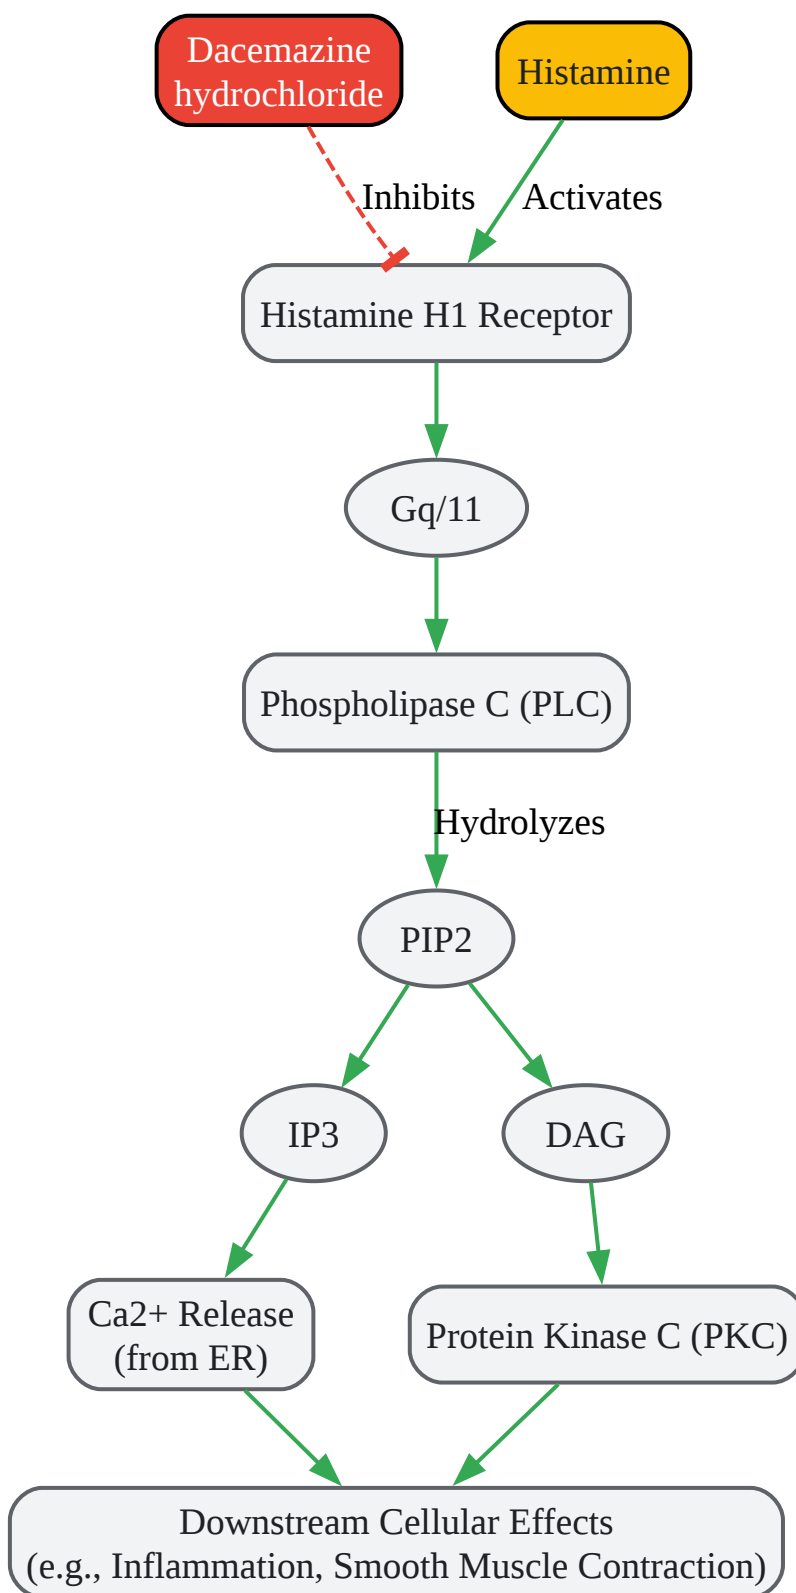 Dacemazine
hydrochloride
Histamine
Inhibits
Activates
Histamine H1 Receptor
Gq/11
Phospholipase C (PLC)
Hydrolyzes
PIP2
IP3
DAG
Ca2+ Release
(from ER)
Protein Kinase C (PKC)
Downstream Cellular Effects
(e.g., Inflammation, Smooth Muscle Contraction)